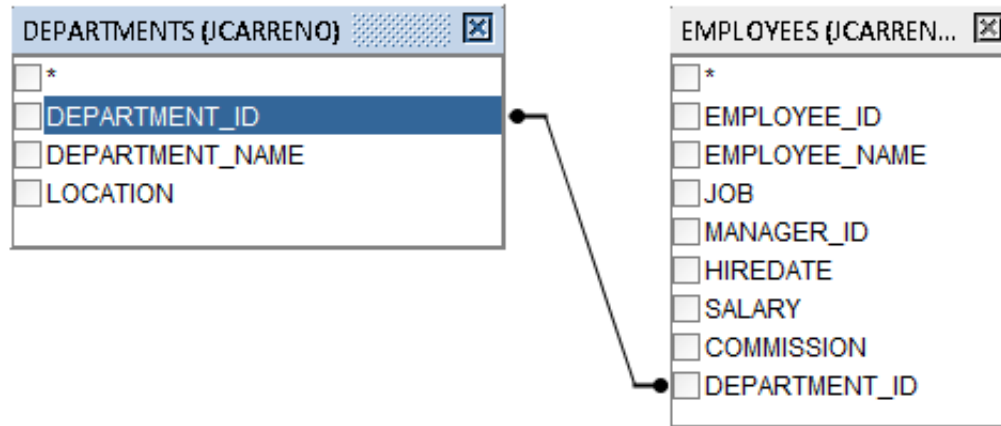 DEPARTMENTS (JCARRENO)
*
DEPARTMENT_ID
DEPARTMENT_NAME
LOCATION
EMPLOYEES (JCARREN...
*
EMPLOYEE_ID
EMPLOYEE_NAME
JOB
MANAGER_ID
HIREDATE
SALARY
COMMISSION
DEPARTMENT_ID